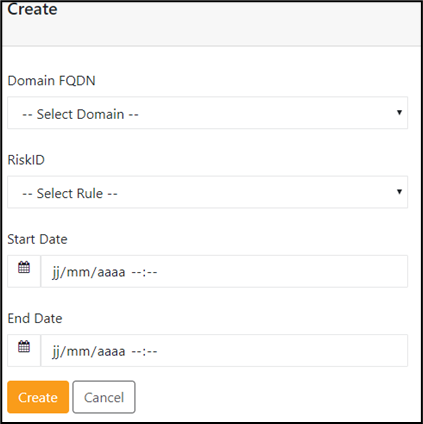 Create
Domain FQDN
-- Select Domain --
RiskID
-- Select Rule --
Start Date
jj/mm/aaaa --:--
End Date
jj/mm/aaaa --:--
Create Cancel